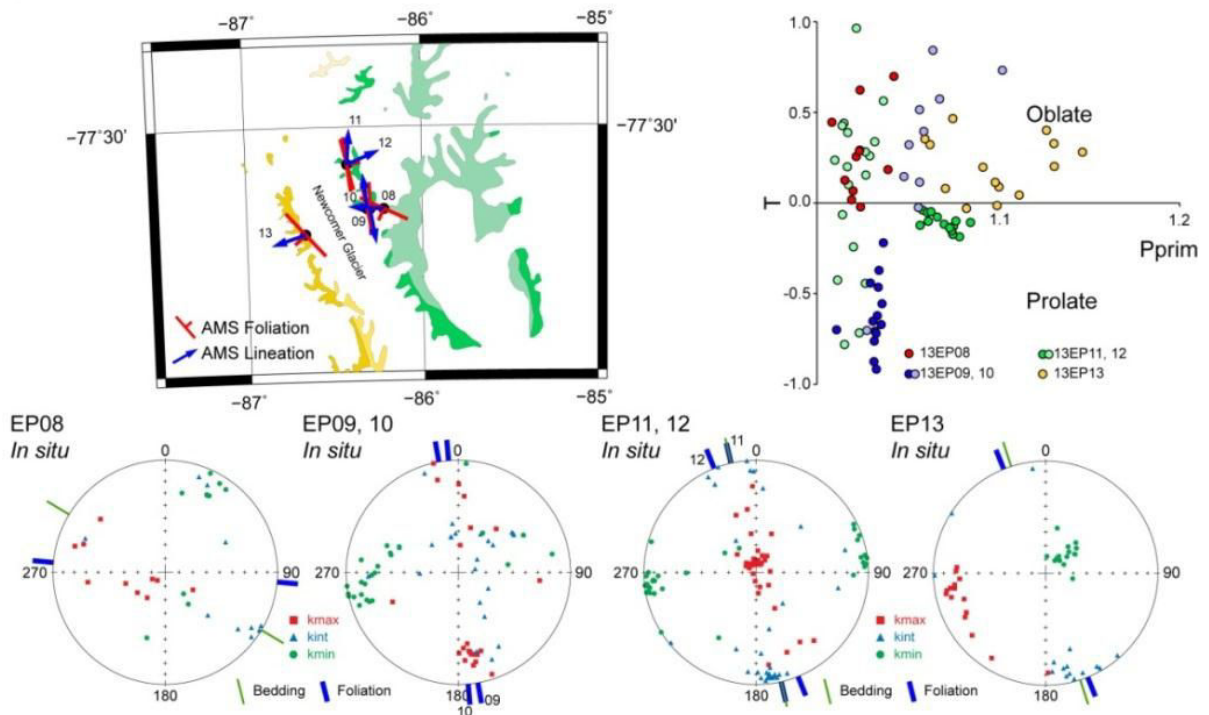 −87˚
−86˚
−85˚
−77˚30'
−77˚30'
11
12
10
08
09
13
Newcomer Glacier
AMS Foliation
AMS Lineation
−87˚
−86˚
−85˚
1.0
0.5
0.0
-0.5
-1.0
T
Oblate
1.1
1.2
Pprim
Prolate
13EP08
13EP11, 12
13EP09, 10
13EP13
EP08
In situ
0
270
90
180
EP09, 10
In situ
0
270
90
180
10
09
kmax
kint
kmin
Bedding
Foliation
EP11, 12
In situ
12
11
0
270
90
180
EP13
In situ
0
270
90
180
kmax
kint
kmin
Bedding
Foliation